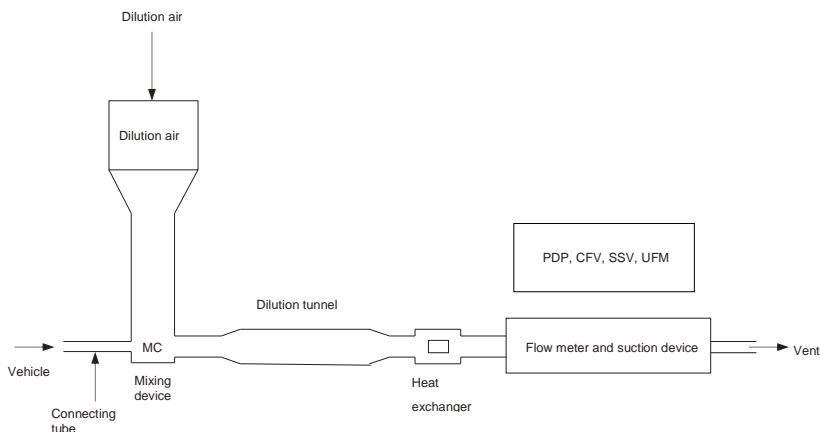 Dilution air
Dilution air
PDP, CFV, SSV, UFM
Dilution tunnel
MC
Flow meter and suction device
Vent
Vehicle
Mixing
device
Heat
exchanger
Connecting
tube